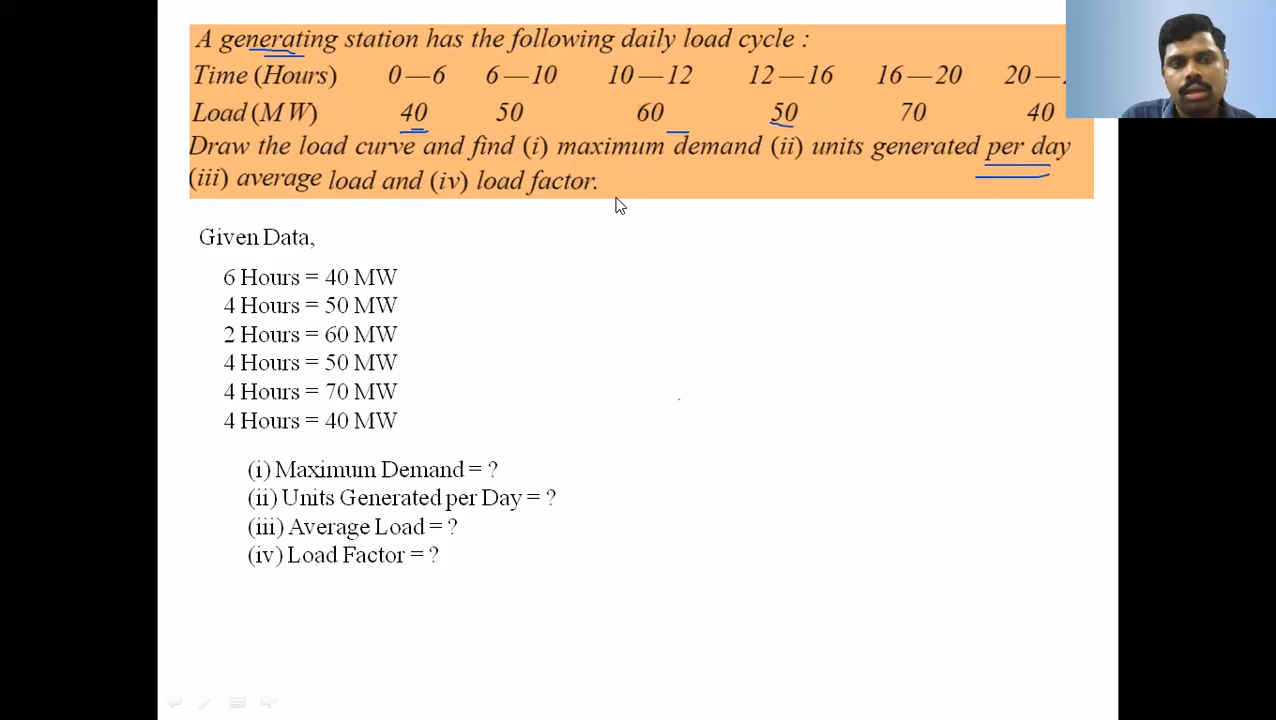 A generating station has the following daily load cycle :
Time (Hours) 0—6 6—10 10—12 12—16 16—20 20—
Load (M W) 40 50 60 50 70 40
Draw the load curve and find (i) maximum demand (ii) units generated per day
(iii) average load and (iv) load factor.
Given Data,
6 Hours = 40 MW
4 Hours = 50 MW
2 Hours = 60 MW
4 Hours = 50 MW
4 Hours = 70 MW
4 Hours = 40 MW
(i) Maximum Demand = ?
(ii) Units Generated per Day = ?
(iii) Average Load = ?
(iv) Load Factor = ?